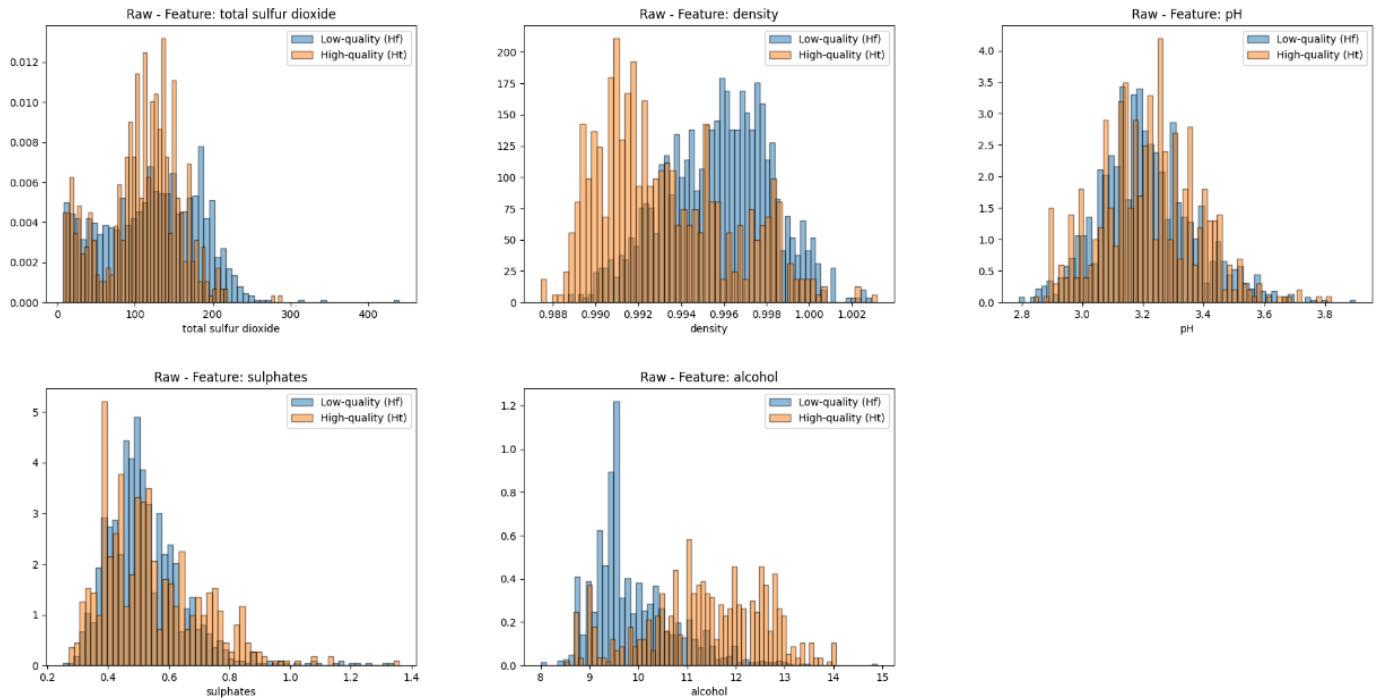 Raw - Feature: total sulfur dioxide
Low-quality (Hf)
High-quality (Ht)
0.012
0.010
0.008
0.006
0.004
0.002
0.000
0 100 200 300 400
total sulfur dioxide
Raw - Feature: density
Low-quality (Hf)
High-quality (Ht)
200
175
150
125
100
75
50
25
0
0.988 0.990 0.992 0.994 0.996 0.998 1.000 1.002
density
Raw - Feature: pH
Low-quality (Hf)
High-quality (Ht)
4.0
3.5
3.0
2.5
2.0
1.5
1.0
0.5
0.0
2.8 3.0 3.2 3.4 3.6 3.8
pH
Raw - Feature: sulphates
Low-quality (Hf)
High-quality (Ht)
5
4
3
2
1
0
0.2 0.4 0.6 0.8 1.0 1.2 1.4
sulphates
Raw - Feature: alcohol
Low-quality (Hf)
High-quality (Ht)
1.2
1.0
0.8
0.6
0.4
0.2
0.0
8 9 10 11 12 13 14 15
alcohol